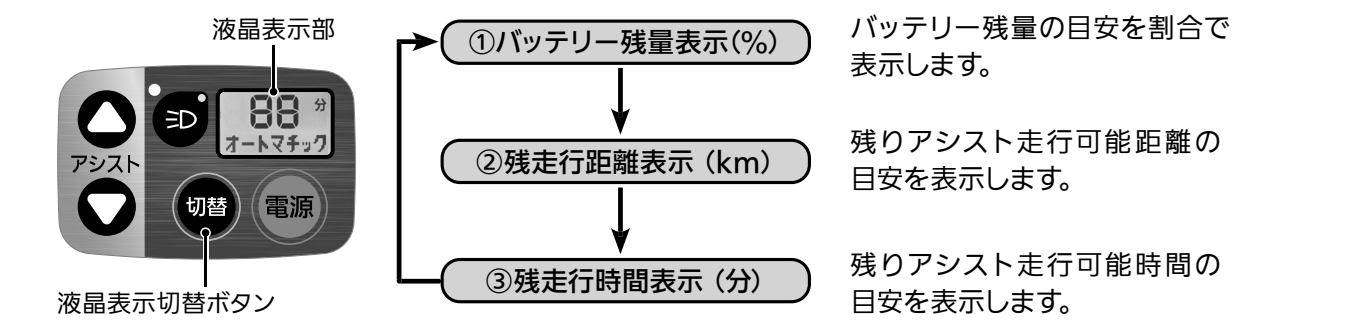 液晶表示部
88 分
オートマチック
アシスト
切替
電源
液晶表示切替ボタン
①バッテリー残量表示(%)
バッテリー残量の目安を割合で
表示します。
②残走行距離表示（km）
残りアシスト走行可能距離の
目安を表示します。
③残走行時間表示（分）
残りアシスト走行可能時間の
目安を表示します。